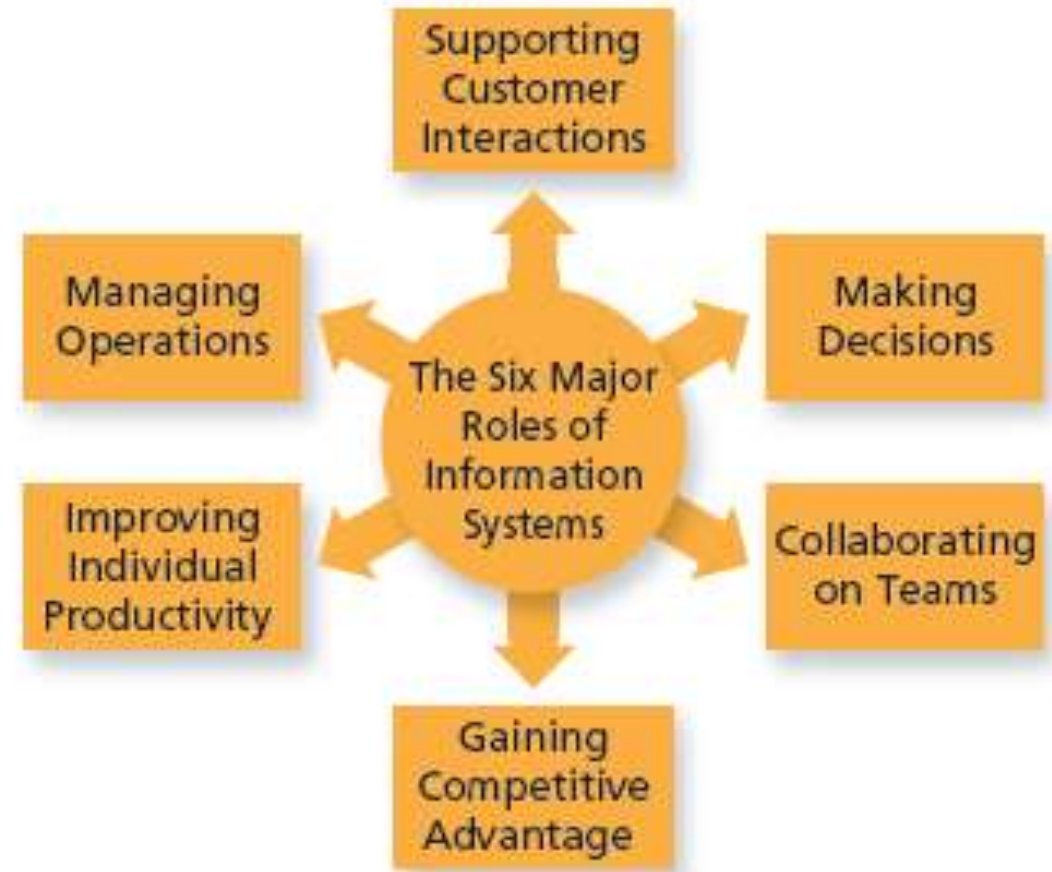 Supporting
Customer
Interactions
Managing
Operations
Making
Decisions
The Six Major
Roles of
Information
Systems
Improving
Individual
Productivity
Collaborating
on Teams
Gaining
Competitive
Advantage